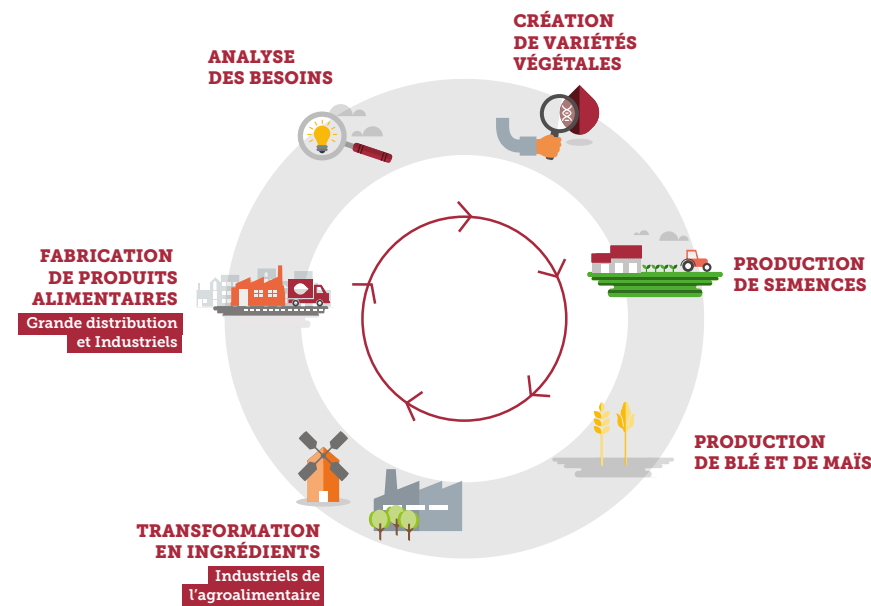 ANALYSE
DES BESOINS
CRÉATION
DE VARIÉTÉS
VÉGÉTALES
PRODUCTION
DE SEMENCES
PRODUCTION
DE BLÉ ET DE MAÏS
TRANSFORMATION
EN INGRÉDIENTS
Industriels de
l'agroalimentaire
FABRICATION
DE PRODUITS
ALIMENTAIRES
Grande distribution
et Industriels